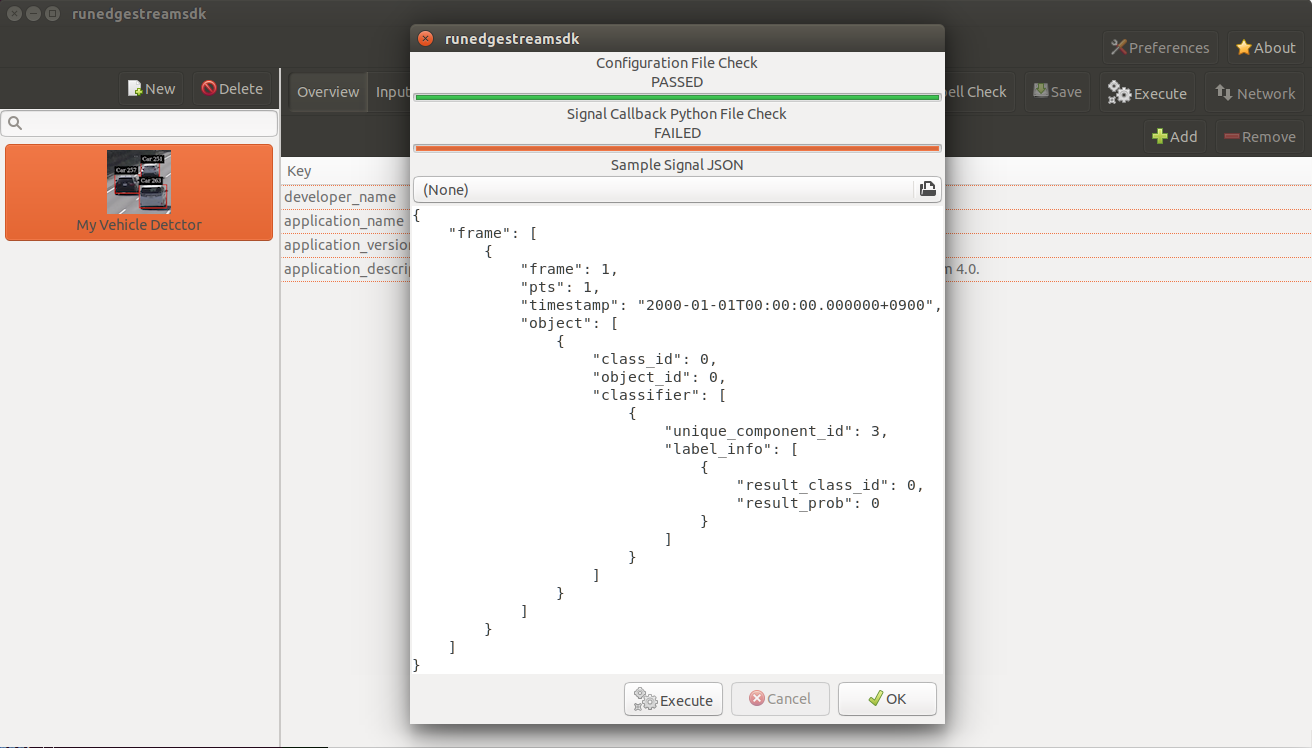 runedgestreamsdk
Preferences
About
New
Delete
Overview
Input
ell Check
Save
Execute
Network
Add
Remove
Car 251
Car 257
Car 263
My Vehicle Detctor
Key
developer_name
application_name
application_version
application_descrip
m 4.0.
runedgestreamsdk
Configuration File Check
PASSED
Signal Callback Python File Check
FAILED
Sample Signal JSON
(None)
{
    "frame": [
        {
            "frame": 1,
            "pts": 1,
            "timestamp": "2000-01-01T00:00:00.000000+0900",
            "object": [
                {
                    "class_id": 0,
                    "object_id": 0,
                    "classifier": [
                        {
                            "unique_component_id": 3,
                            "label_info": [
                                {
                                    "result_class_id": 0,
                                    "result_prob": 0
                                }
                            ]
                        }
                    ]
                }
            ]
        }
    ]
}
Execute
Cancel
OK